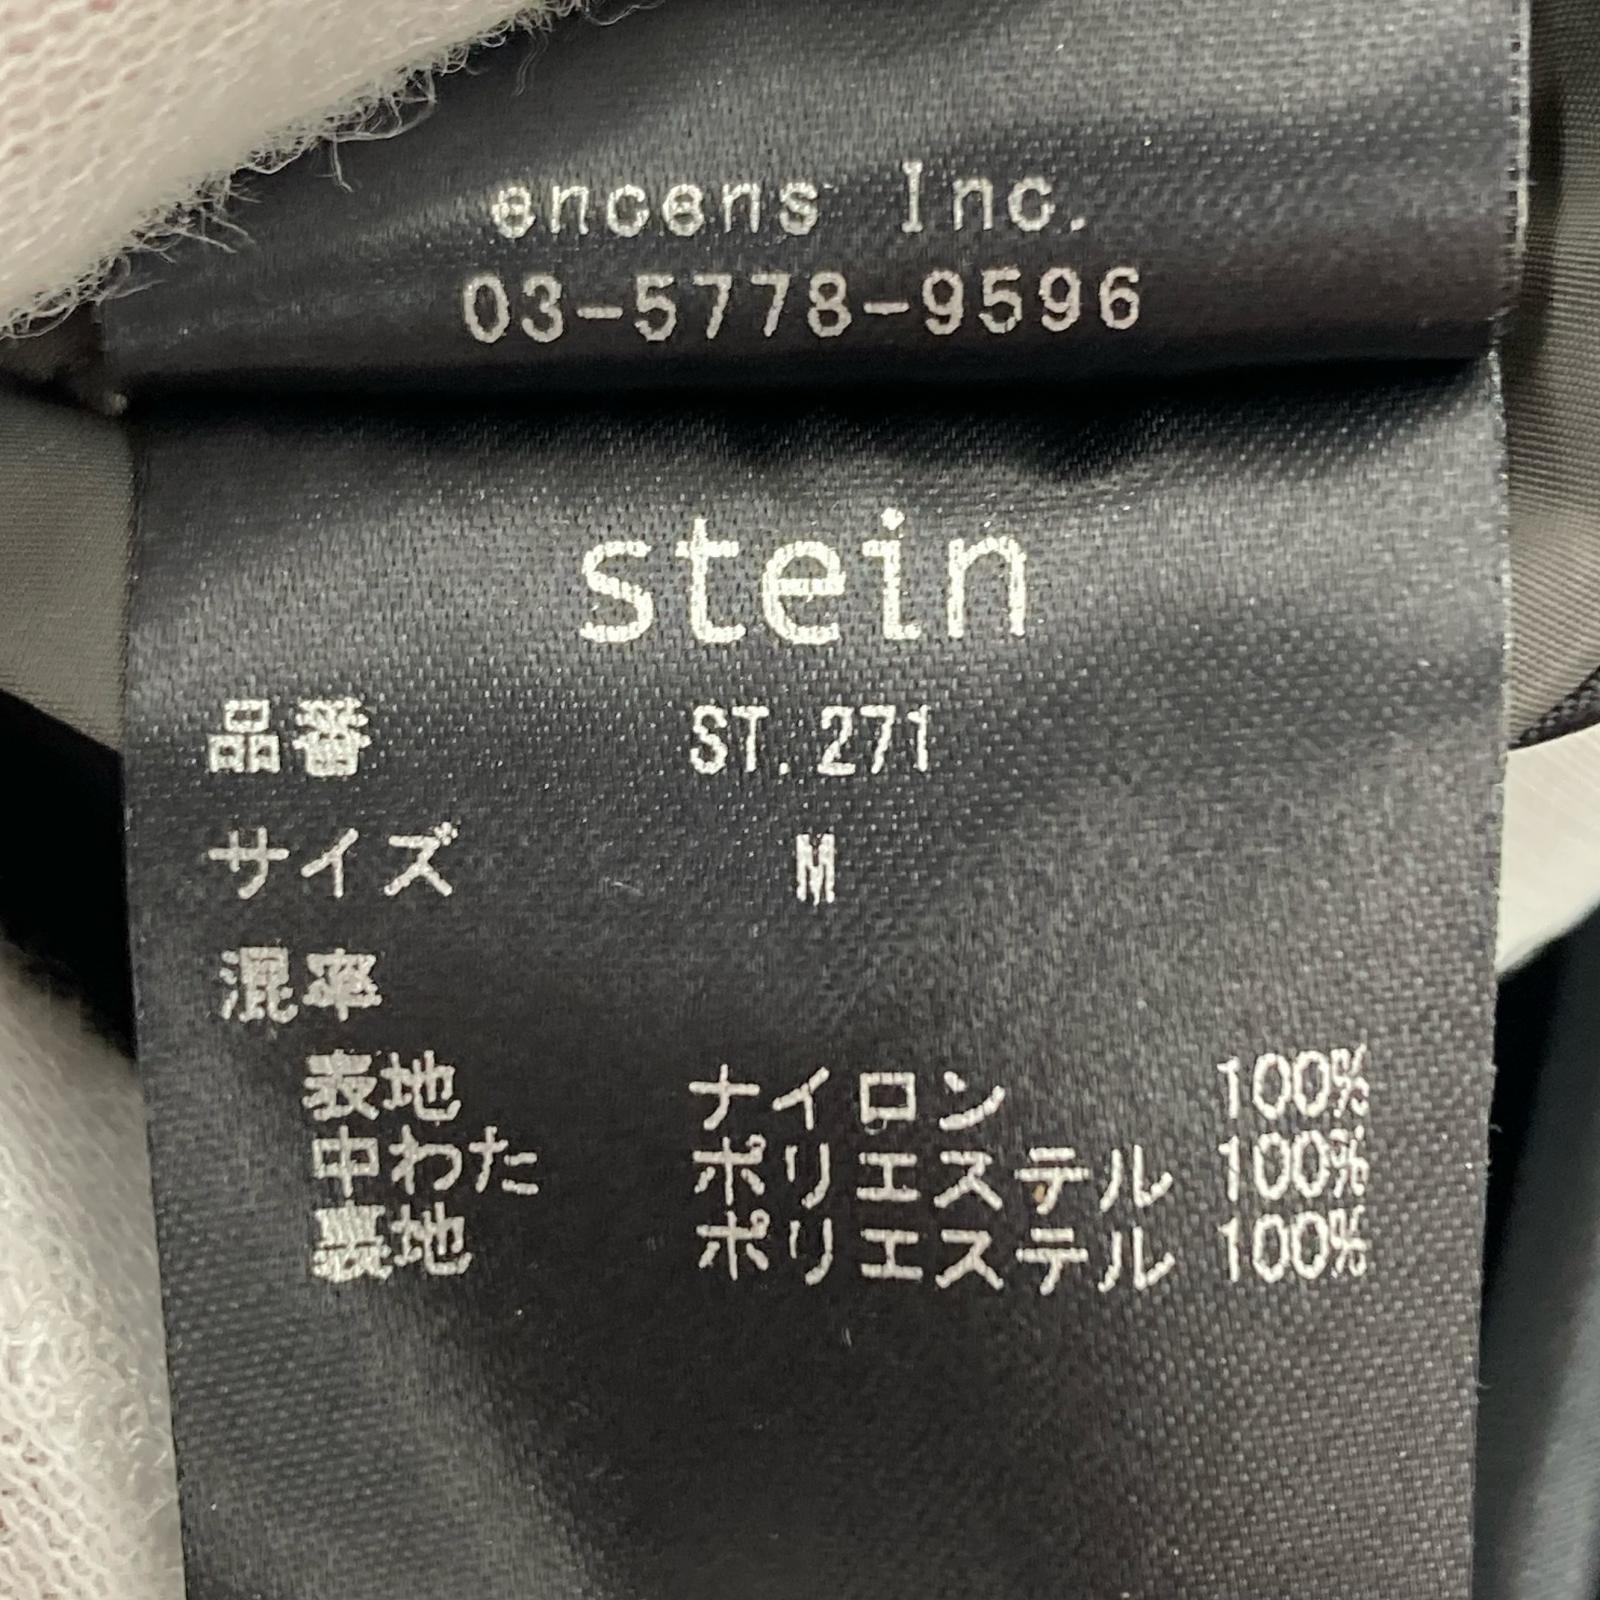 encens Inc.
03-5778-9596
stein
品番 ST.271
サイズ M
混率
表地 ナイロン 100%
中わた ポリエステル 100%
裏地 ポリエステル 100%